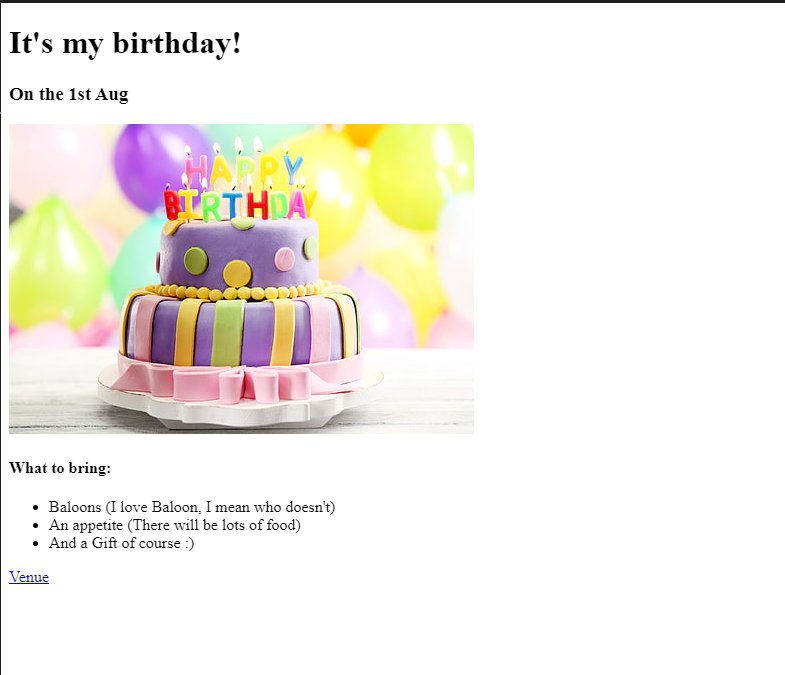 It's my birthday!
On the 1st Aug
HAPPY
BIRTHDAY
What to bring:
Baloons (I love Baloon, I mean who doesn't)
An appetite (There will be lots of food)
And a Gift of course :)
Venue